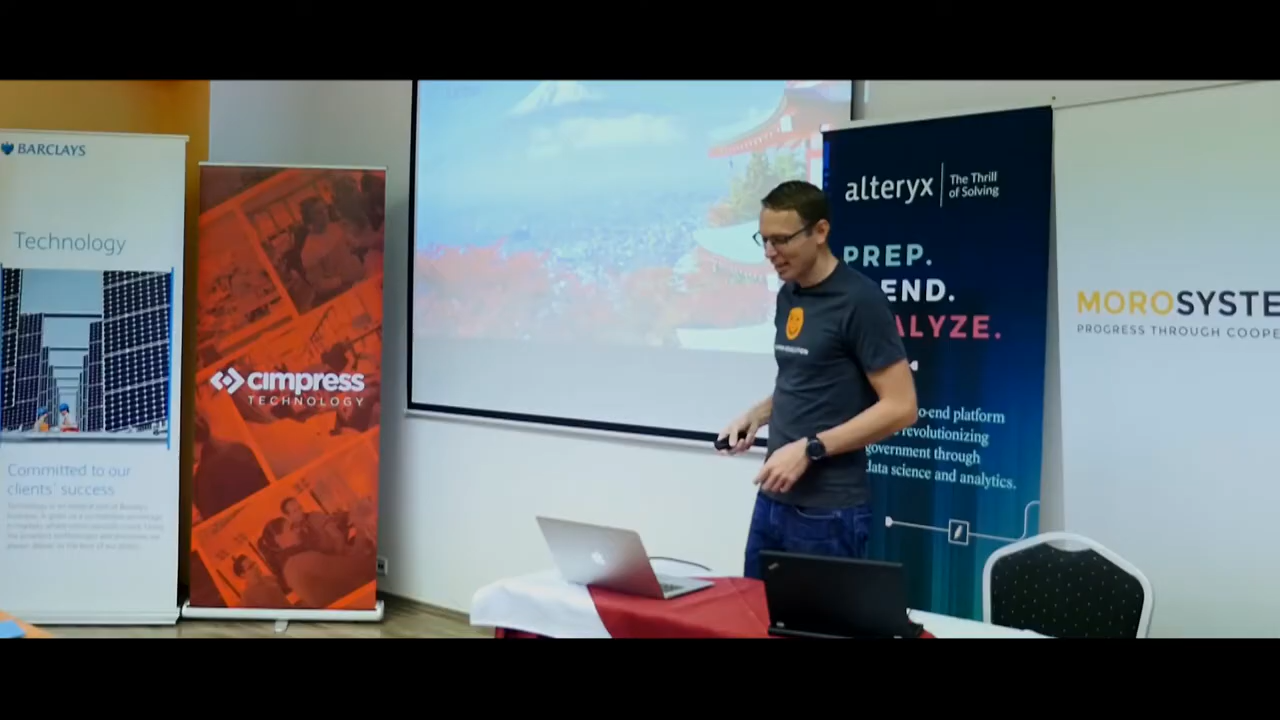 BARCLAYS
Technology
Committed to our
clients' success
cimpress
TECHNOLOGY
alteryx
The Thrill
of Solving
PREP.
END.
ALYZE.
o-end platform
revolutionizing
government through
data science and analytics.
MOROSYSTE
PROGRESS THROUGH COOPE